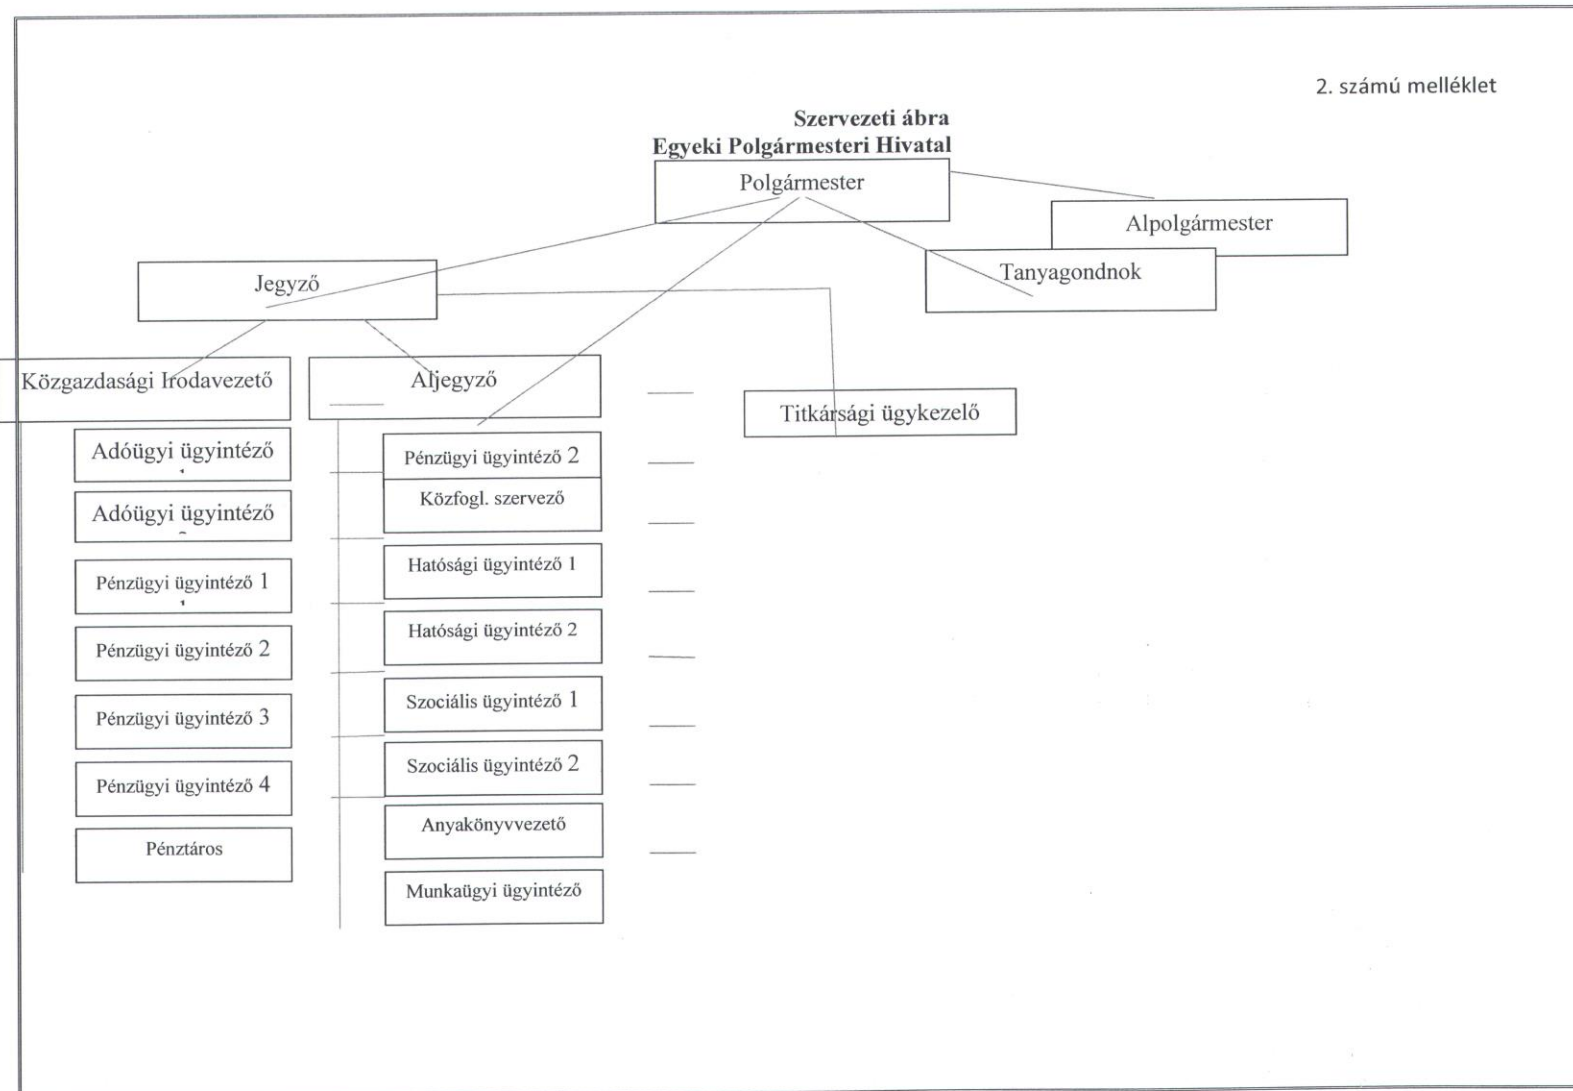 2. számú melléklet
Szervezeti ábra
Egyeki Polgármesteri Hivatal
Polgármester
Alpolgármester
Tanyagondnok
Jegyző
Közgazdasági Irodavezető
Aljegyző
Titkársági ügykezelő
Adóügyi ügyintéző
Adóügyi ügyintéző
Pénzügyi ügyintéző 1
Pénzügyi ügyintéző 2
Pénzügyi ügyintéző 3
Pénzügyi ügyintéző 4
Pénztáros
Pénzügyi ügyintéző 2
Közfogl. szervező
Hatósági ügyintéző 1
Hatósági ügyintéző 2
Szociális ügyintéző 1
Szociális ügyintéző 2
Anyakönyvvezető
Munkaügyi ügyintéző